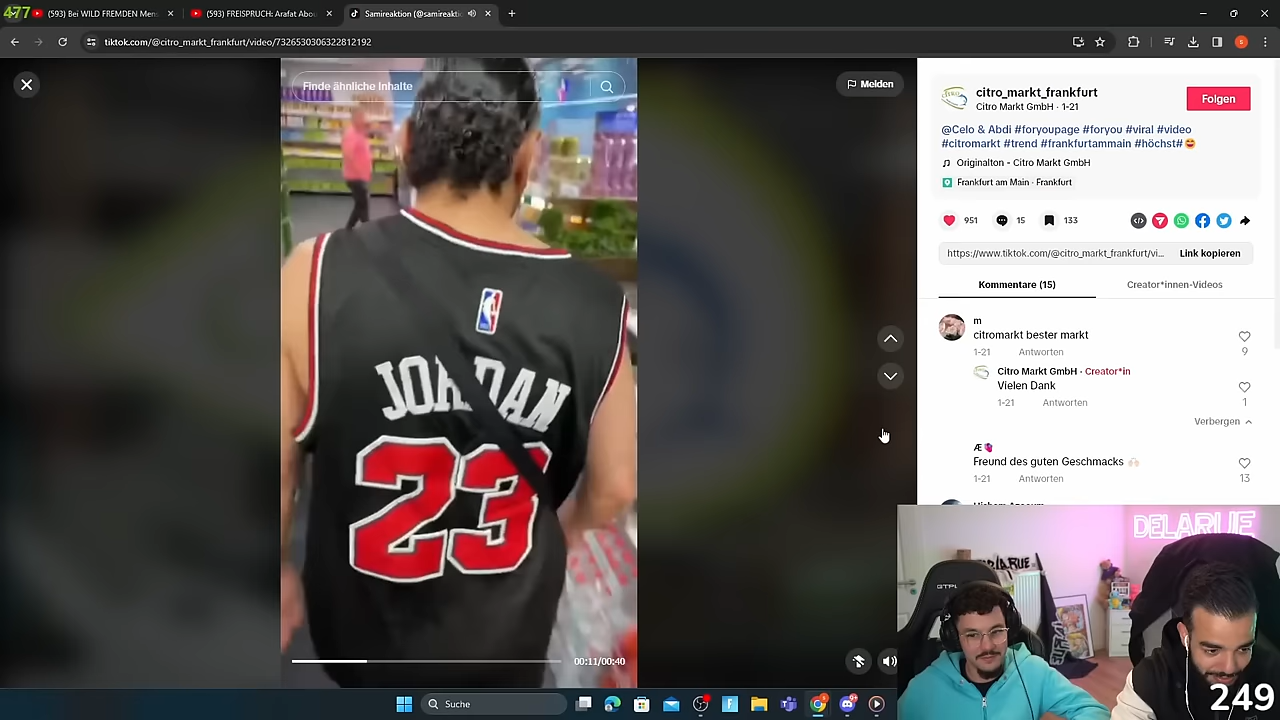 477
(593) Bei WILD FREMDEN Men
(593) FREISPRUCH: Arafat Abou
Samireaktion (@samireakti
tiktok.com/@citro_markt_frankfurt/video/7326530306322812192
S
Finde ähnliche Inhalte
Melden
JORDAN
23
00:11/00:40
citro_markt_frankfurt
Citro Markt GmbH · 1-21
Folgen
@Celo & Abdi #foryoupage #foryou #viral #video
#citromarkt #trend #frankfurtammain #höchst#😄
Originalton - Citro Markt GmbH
Frankfurt am Main · Frankfurt
951
15
133
https://www.tiktok.com/@citro_markt_frankfurt/vi...
Link kopieren
Kommentare (15)
Creator*innen-Videos
m
citromarkt bester markt
1-21 Antworten
9
Citro Markt GmbH · Creator*in
Vielen Dank
1-21 Antworten
1
Verbergen
Æ
Freund des guten Geschmacks
1-21 Antworten
13
DELARUE
GTPL
249
Suche